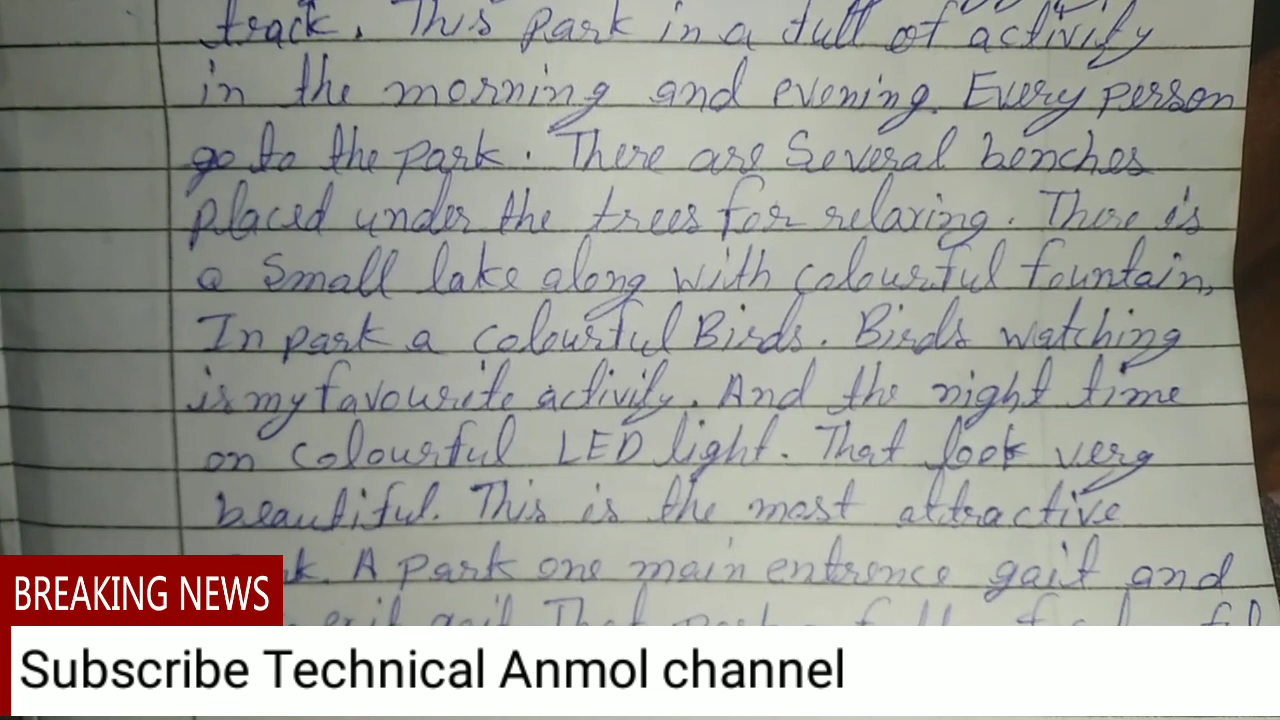 track. This park in a full of activity
in the morning and evening. Every person
go to the park. There are Several benches
placed under the trees for relaxing. There is
a Small lake along with colourful fountain,
In park a colourful Birds. Birds watching
is my favourite activity. And the night time
on colourful LED light. That look very
beautiful. This is the most attractive
A park one main entrence gait and
BREAKING NEWS
Subscribe Technical Anmol channel